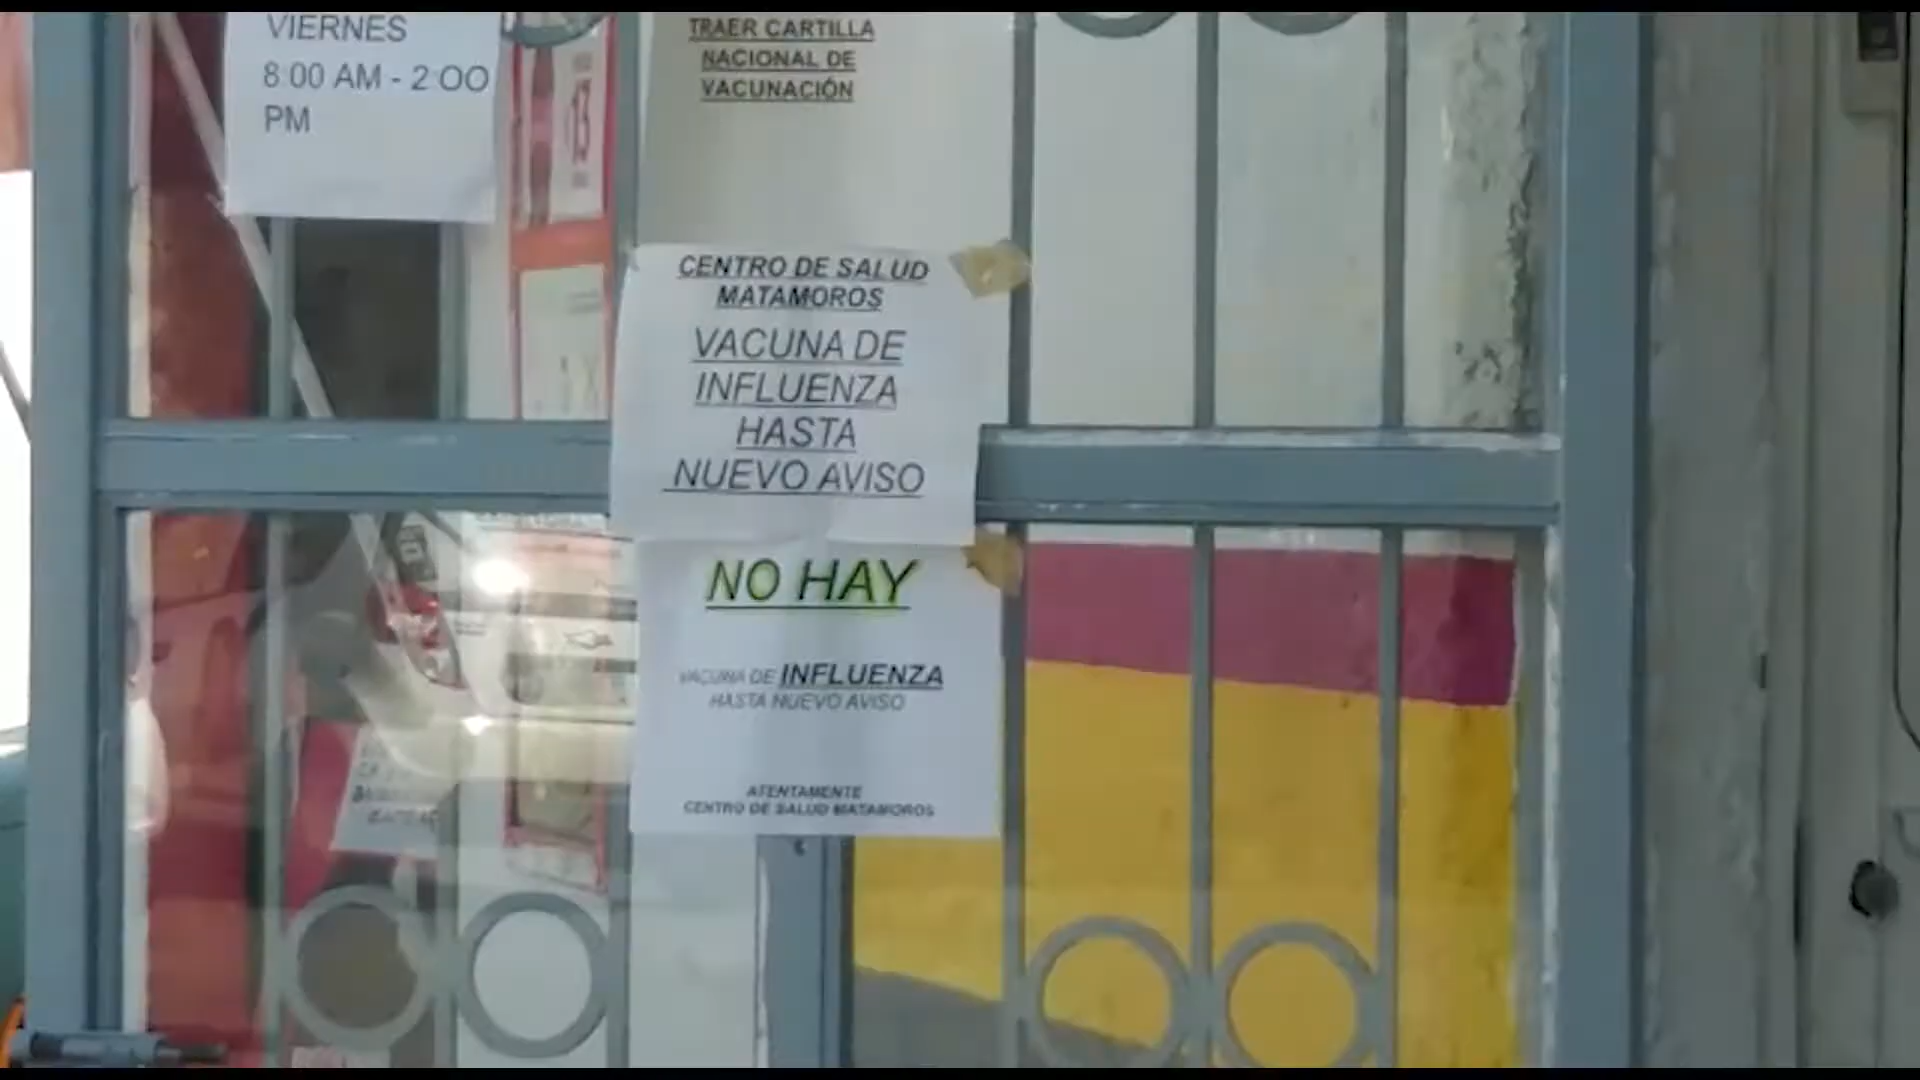 VIERNES
8:00 AM - 2:00
PM
TRAER CARTILLA
NACIONAL DE
VACUNACIÓN
13
CENTRO DE SALUD
MATAMOROS
VACUNA DE
INFLUENZA
HASTA
NUEVO AVISO
NO HAY
VACUNA DE INFLUENZA
HASTA NUEVO AVISO
ATENTAMENTE
CENTRO DE SALUD MATAMOROS